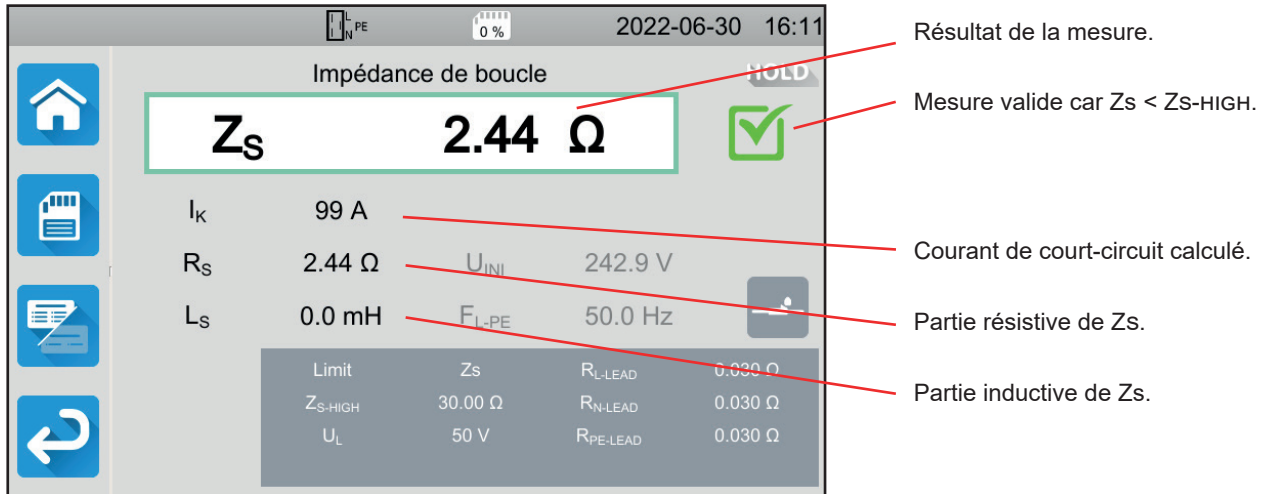 L PE
N
0 %
2022-06-30 16:11
Impédance de boucle
HOLD
ZS 2.44 Ω
IK 99 A
RS 2.44 Ω UINI 242.9 V
LS 0.0 mH FL-PE 50.0 Hz
Limit Zs RL-LEAD 0.030 Ω
ZS-HIGH 30.00 Ω RN-LEAD 0.030 Ω
UL 50 V RPE-LEAD 0.030 Ω
Résultat de la mesure.
Mesure valide car Zs < Zs-HIGH.
Courant de court-circuit calculé.
Partie résistive de Zs.
Partie inductive de Zs.